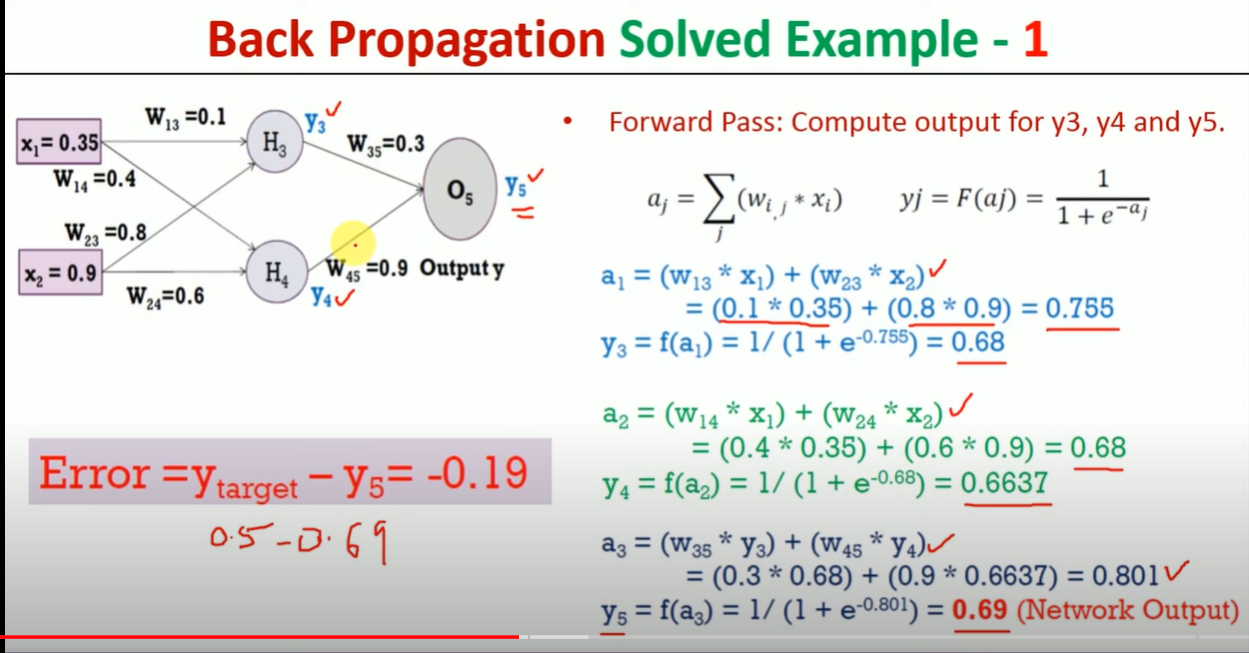 Back Propagation Solved Example - 1
W13 =0.1
x1= 0.35
H3
y3✓
W35=0.3
W14 =0.4
O5
y5✓
W23 =0.8
x2 = 0.9
H4
W45 =0.9 Output y
W24=0.6
y4✓
Error =ytarget − y5= -0.19
0.5-0.69
• Forward Pass: Compute output for y3, y4 and y5.
aj = ∑j (wi,j * xi) yj = F(aj) = 1 / 1 + e^−aj
a1 = (w13 * x1) + (w23 * x2)✓
= (0.1 * 0.35) + (0.8 * 0.9) = 0.755
y3 = f(a1) = 1/ (1 + e^-0.755) = 0.68
a2 = (w14 * x1) + (w24 * x2)✓
= (0.4 * 0.35) + (0.6 * 0.9) = 0.68
y4 = f(a2) = 1/ (1 + e^-0.68) = 0.6637
a3 = (w35 * y3) + (w45 * y4)✓
= (0.3 * 0.68) + (0.9 * 0.6637) = 0.801✓
y5 = f(a3) = 1/ (1 + e^-0.801) = 0.69 (Network Output)